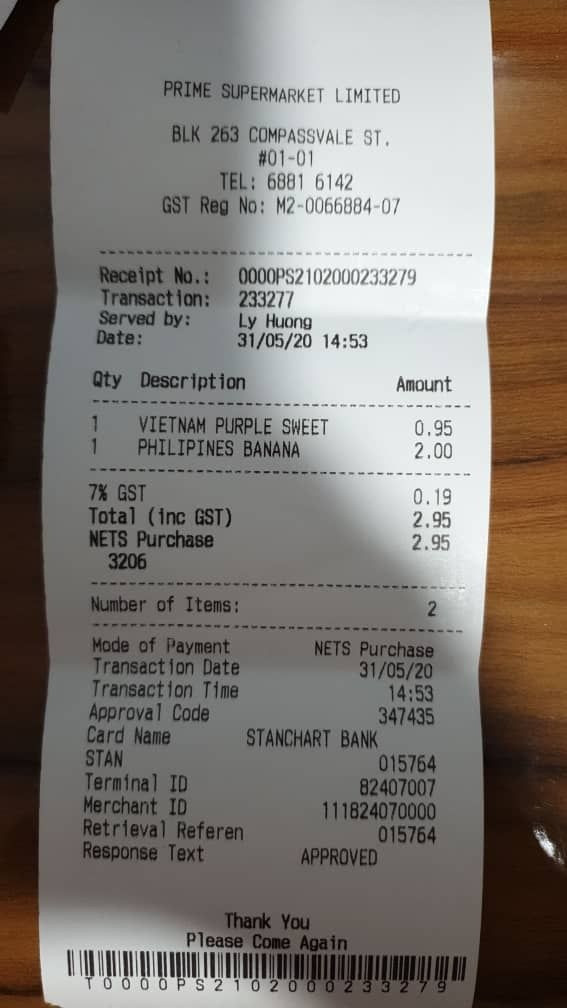 PRIME SUPERMARKET LIMITED
BLK 263 COMPASSVALE ST.
#01-01
TEL: 6881 6142
GST Reg No: M2-0066884-07
Receipt No.: 0000PS2102000233279
Transaction: 233277
Served by: Ly Huong
Date: 31/05/20 14:53
Qty Description Amount
1 VIETNAM PURPLE SWEET 0.95
1 PHILIPINES BANANA 2.00
7% GST 0.19
Total (inc GST) 2.95
NETS Purchase 2.95
3206
Number of Items: 2
Mode of Payment NETS Purchase
Transaction Date 31/05/20
Transaction Time 14:53
Approval Code 347435
Card Name STANCHART BANK
STAN 015764
Terminal ID 82407007
Merchant ID 111824070000
Retrieval Referen 015764
Response Text APPROVED
Thank You
Please Come Again
T0000PS2102000233279